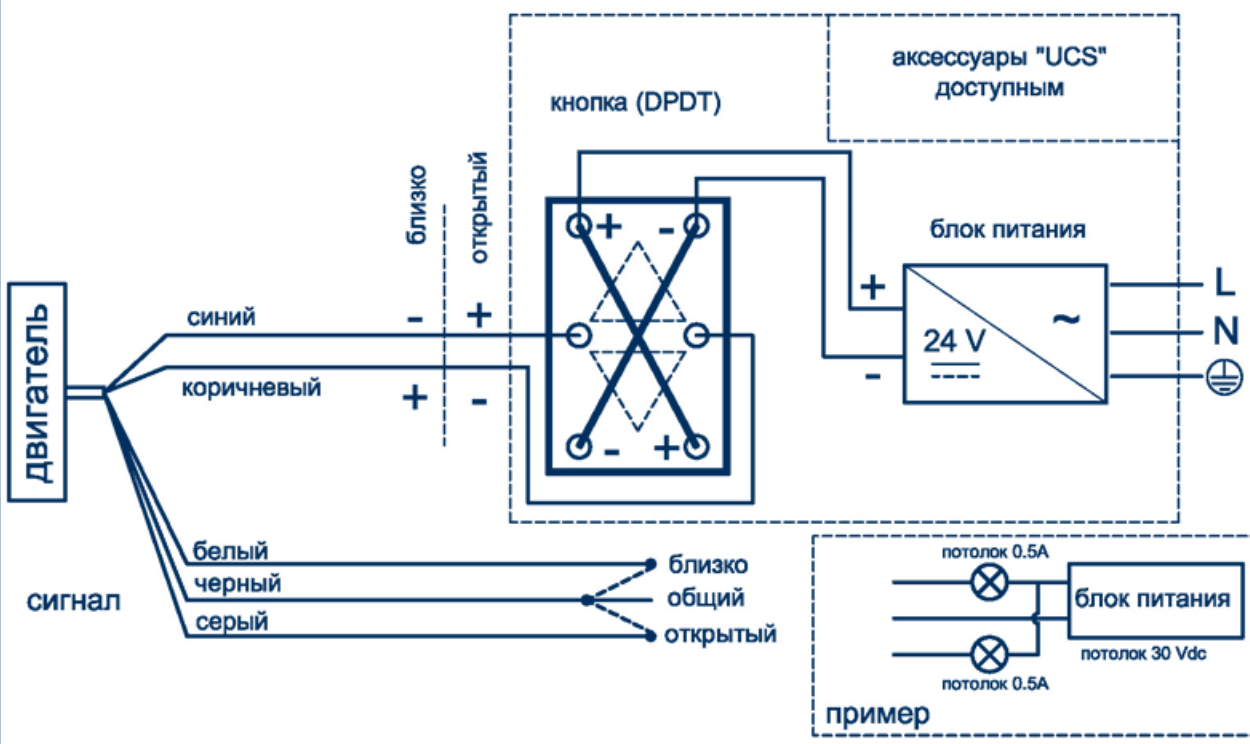 аксессуары "UCS"
доступным
кнопка (DPDT)
близко
открытый
блок питания
+ -
двигатель
синий
- +
коричневый
+ -
- +
+
24 V
~
-
L
N
белый
черный
серый
сигнал
близко
общий
открытый
потолок 0.5A
блок питания
потолок 30 Vdc
потолок 0.5A
пример